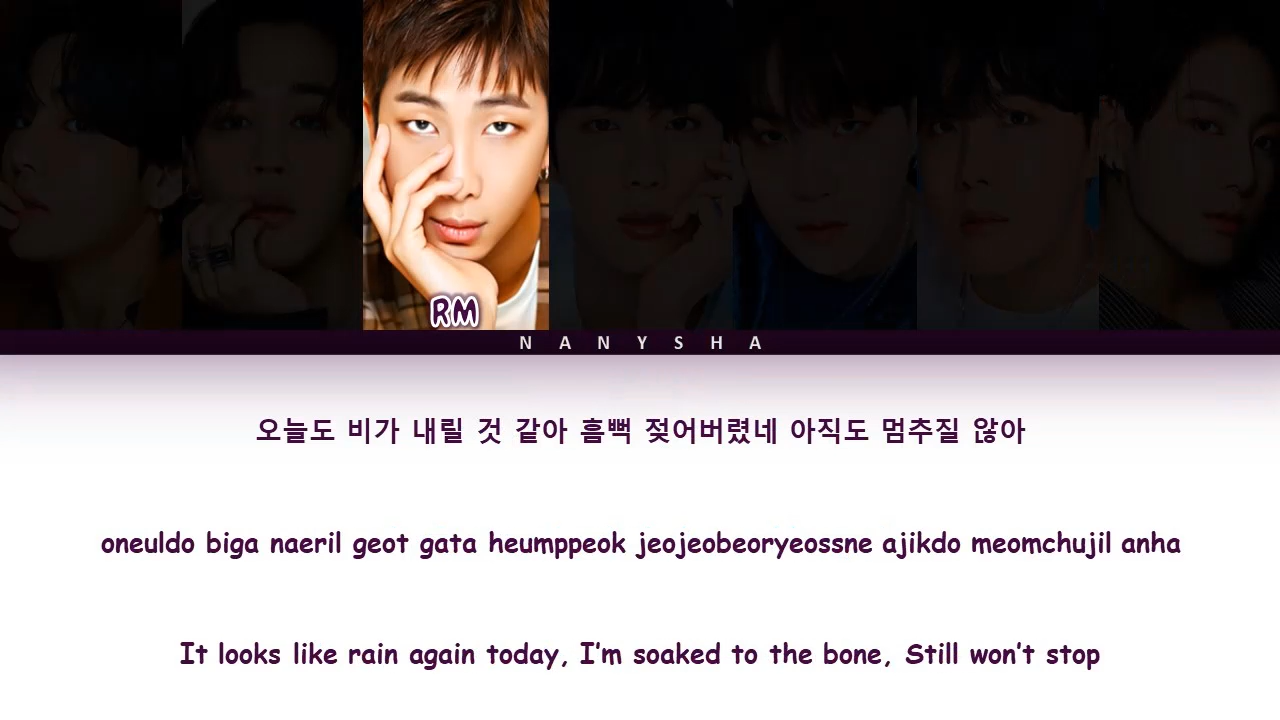 RM
NANYSHA
오늘도 비가 내릴 것 같아 흠뻑 젖어버렸네 아직도 멈추질 않아
oneuldo biga naeril geot gata heumppeok jeojeobeoryeossne ajikdo meomchujil anha
It looks like rain again today, I'm soaked to the bone, Still won't stop